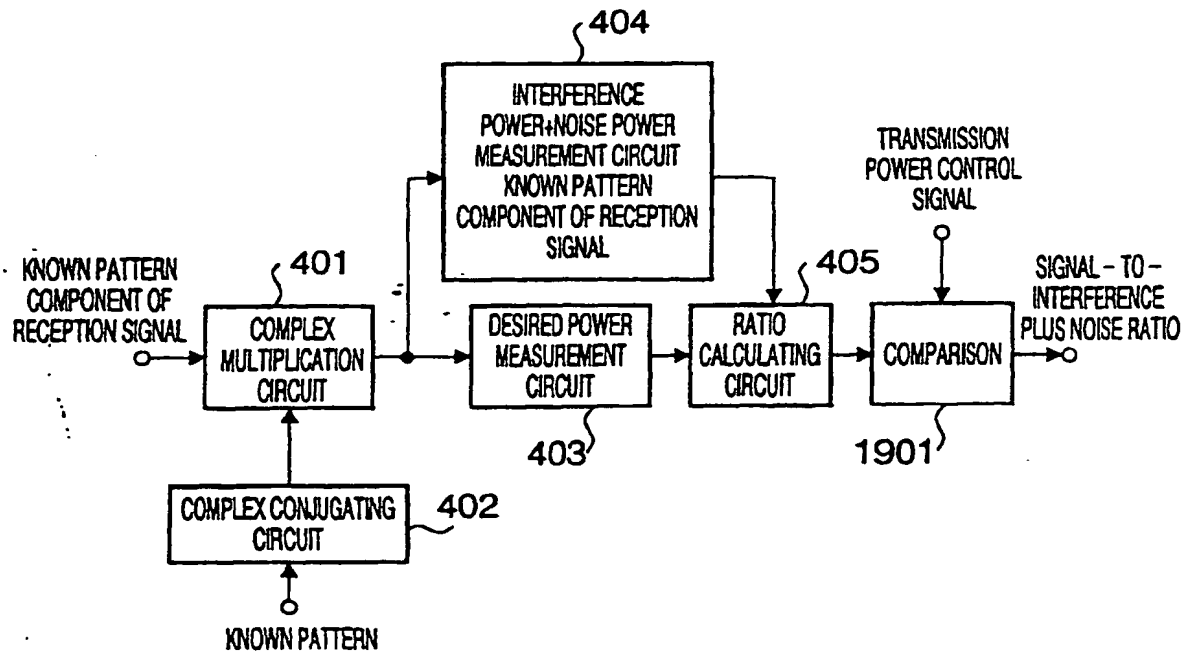 404
INTERFERENCE
POWER+NOISE POWER
MEASUREMENT CIRCUIT
KNOWN PATTERN
COMPONENT OF RECEPTION
SIGNAL
TRANSMISSION
POWER CONTROL
SIGNAL
KNOWN PATTERN
COMPONENT OF
RECEPTION SIGNAL
401
COMPLEX
MULTIPLICATION
CIRCUIT
DESIRED POWER
MEASUREMENT
CIRCUIT
403
405
RATIO
CALCULATING
CIRCUIT
COMPARISON
1901
SIGNAL - TO -
INTERFERENCE
PLUS NOISE RATIO
COMPLEX CONJUGATING
CIRCUIT
402
KNOWN PATTERN